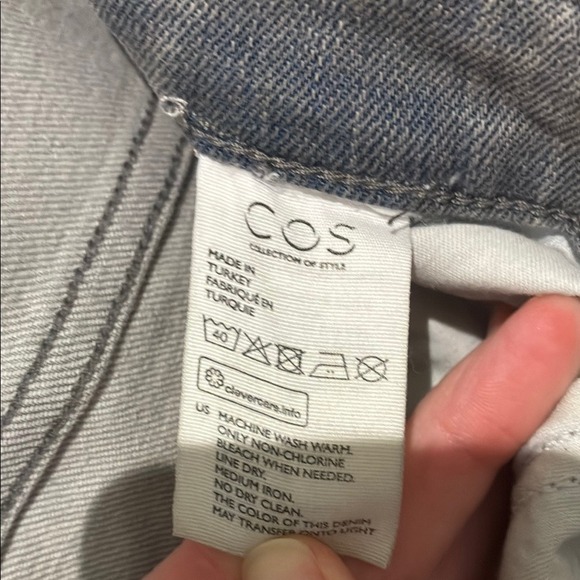 COS
COLLECTION OF STYLE
MADE IN
TURKEY
FABRIQUÉ EN
TURQUIE
40
clevercare.info
US MACHINE WASH WARM.
ONLY NON-CHLORINE
BLEACH WHEN NEEDED.
LINE DRY.
MEDIUM IRON.
NO DRY CLEAN.
THE COLOR OF THIS DENIM
MAY TRANSFER ONTO LIGHT